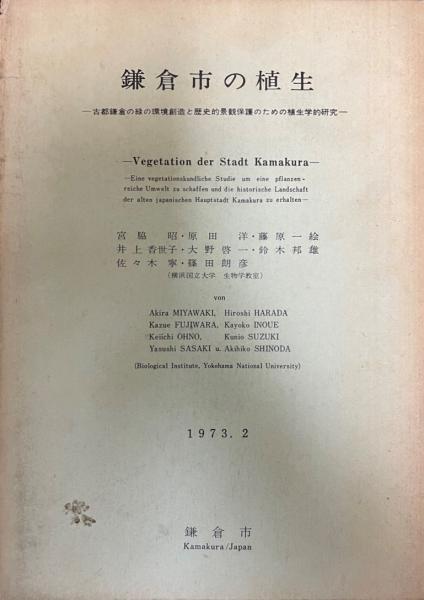 鎌倉市の植生
—古都鎌倉の緑の環境創造と歴史的景観保護のための植生学的研究—
—Vegetation der Stadt Kamakura—
—Eine vegetationskundliche Studie um eine pflanzen-
reiche Umwelt zu schaffen und die historische Landschaft
der alten japanischen Hauptstadt Kamakura zu erhalten—
宮脇 昭・原田 洋・藤原一絵
井上香世子・大野啓一・鈴木邦雄
佐々木 寧・篠田朗彦
(横浜国立大学 生物学教室)
von
Akira MIYAWAKI, Hiroshi HARADA
Kazue FUJIWARA, Kayoko INOUE
Keiichi OHNO, Kunio SUZUKI
Yasushi SASAKI u. Akihiko SHINODA
(Biological Institute, Yokohama National University)
1973. 2
鎌倉市
Kamakura/Japan